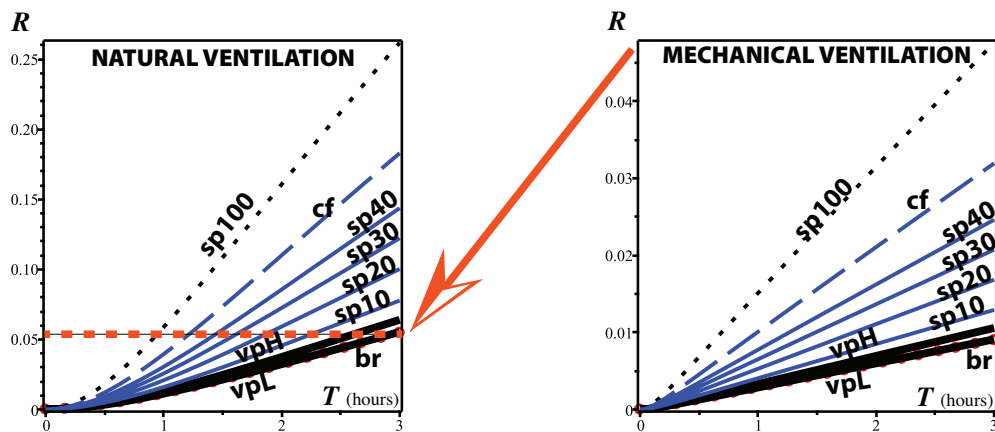 R
NATURAL VENTILATION
0.25
0.20
0.15
0.10
0.05
0
sp100
cf
sp40
sp30
sp20
sp10
vpH
vpL
br
T (hours)
0
1
2
3
R
MECHANICAL VENTILATION
0.04
0.03
0.02
0.01
0
sp100
cf
sp40
sp30
sp20
sp10
vpH
vpL
br
T (hours)
0
1
2
3